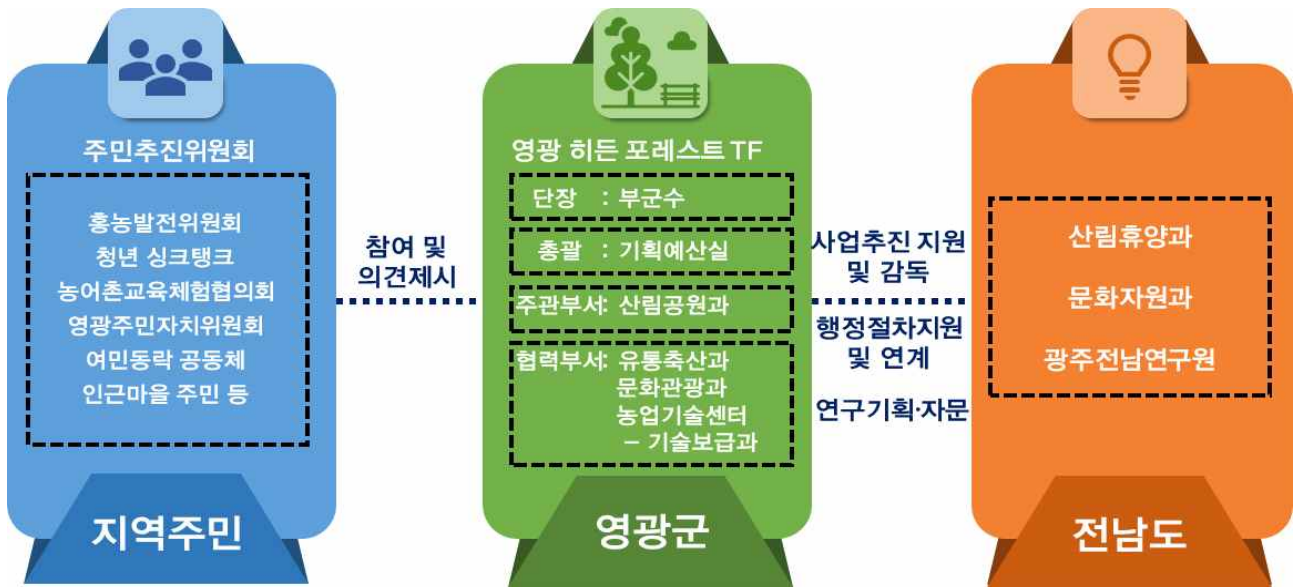 주민추진위원회
홍농발전위원회
청년 싱크탱크
농어촌교육체험협의회
영광주민자치위원회
여민동락 공동체
인근마을 주민 등
지역주민
참여 및
의견제시
영광 히든 포레스트 TF
단장 : 부군수
총괄 : 기획예산실
주관부서: 산림공원과
협력부서: 유통축산과
문화관광과
농업기술센터
– 기술보급과
영광군
사업추진 지원
및 감독
행정절차지원
및 연계
연구기획·자문
산림휴양과
문화자원과
광주전남연구원
전남도